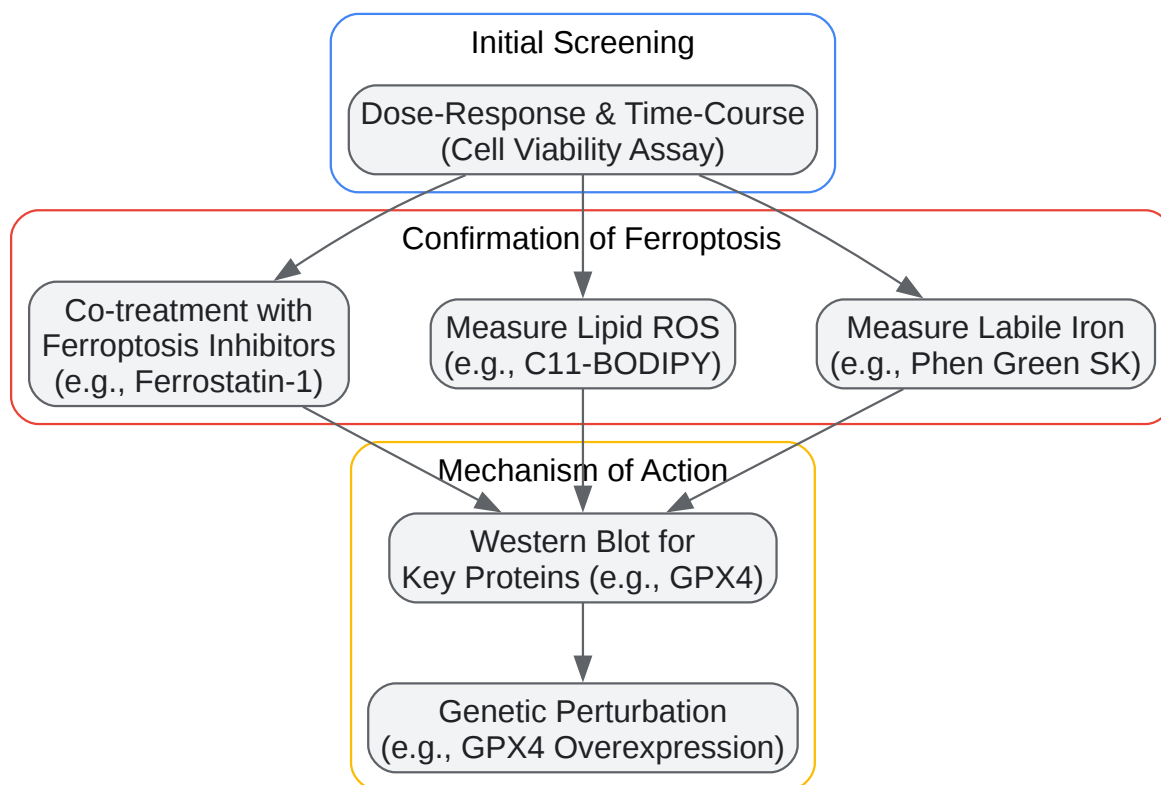 Initial Screening
Dose-Response & Time-Course
(Cell Viability Assay)
Confirmation of Ferroptosis
Co-treatment with
Ferroptosis Inhibitors
(e.g., Ferrostatin-1)
Measure Lipid ROS
(e.g., C11-BODIPY)
Measure Labile Iron
(e.g., Phen Green SK)
Mechanism of Action
Western Blot for
Key Proteins (e.g., GPX4)
Genetic Perturbation
(e.g., GPX4 Overexpression)